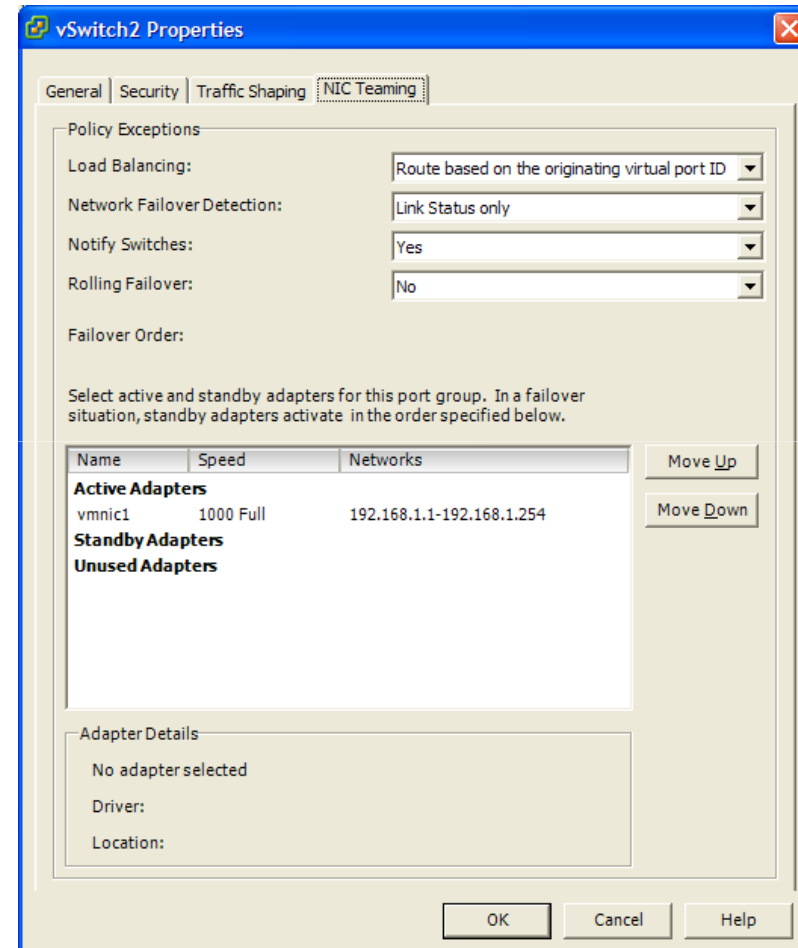 vSwitch2 Properties
General Security Traffic Shaping NIC Teaming
Policy Exceptions
Load Balancing: Route based on the originating virtual port ID
Network Failover Detection: Link Status only
Notify Switches: Yes
Rolling Failover: No
Failover Order:
Select active and standby adapters for this port group. In a failover
situation, standby adapters activate in the order specified below.
Name Speed Networks Move Up
Active Adapters
vmnic1 1000 Full 192.168.1.1-192.168.1.254 Move Down
Standby Adapters
Unused Adapters
Adapter Details
No adapter selected
Driver:
Location:
OK Cancel Help